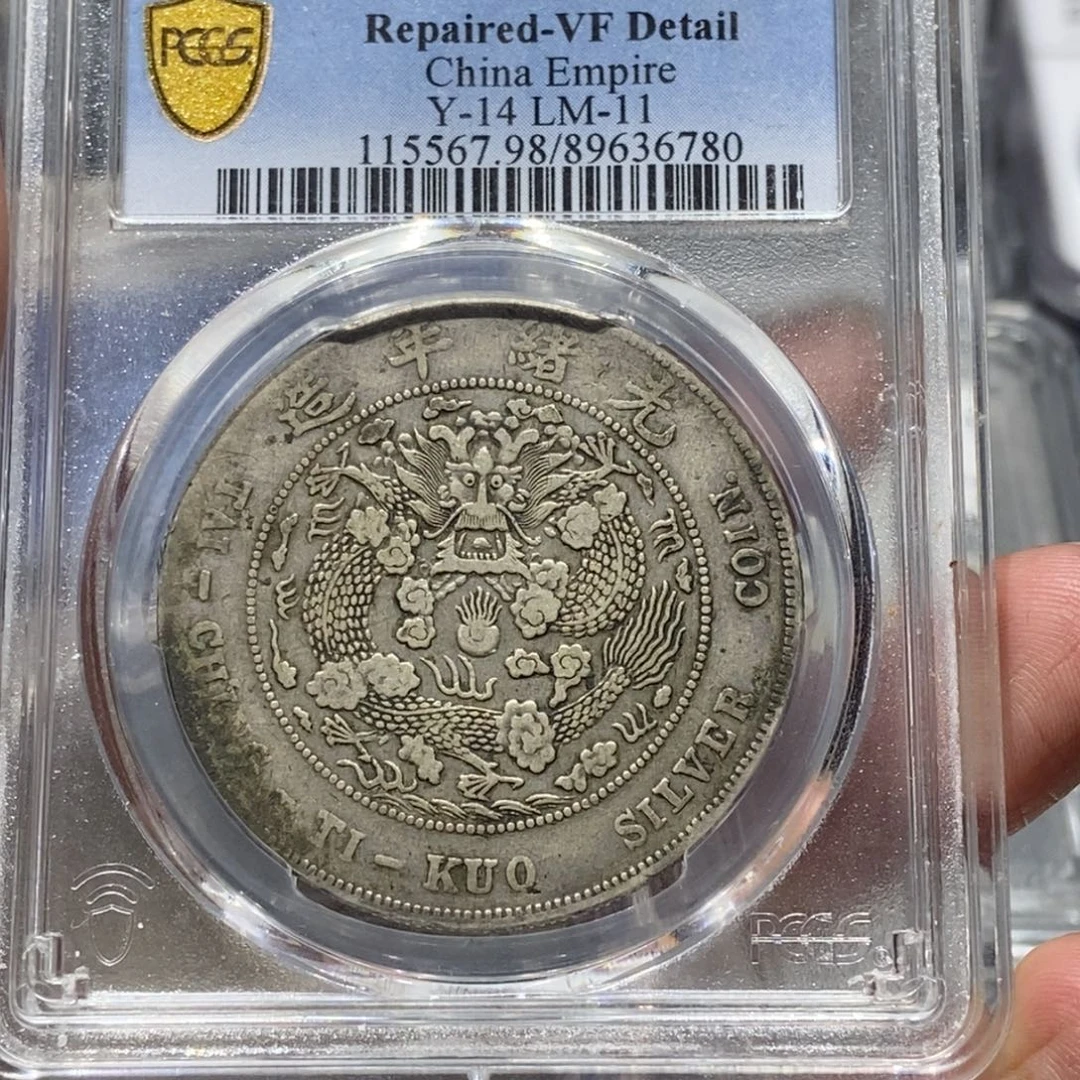 PCGS
Repaired-VF Detail
China Empire
Y-14 LM-11
115567.98/89636780
光緒年造
TAI-CHI TI-KUO SILVER COIN
PCGS